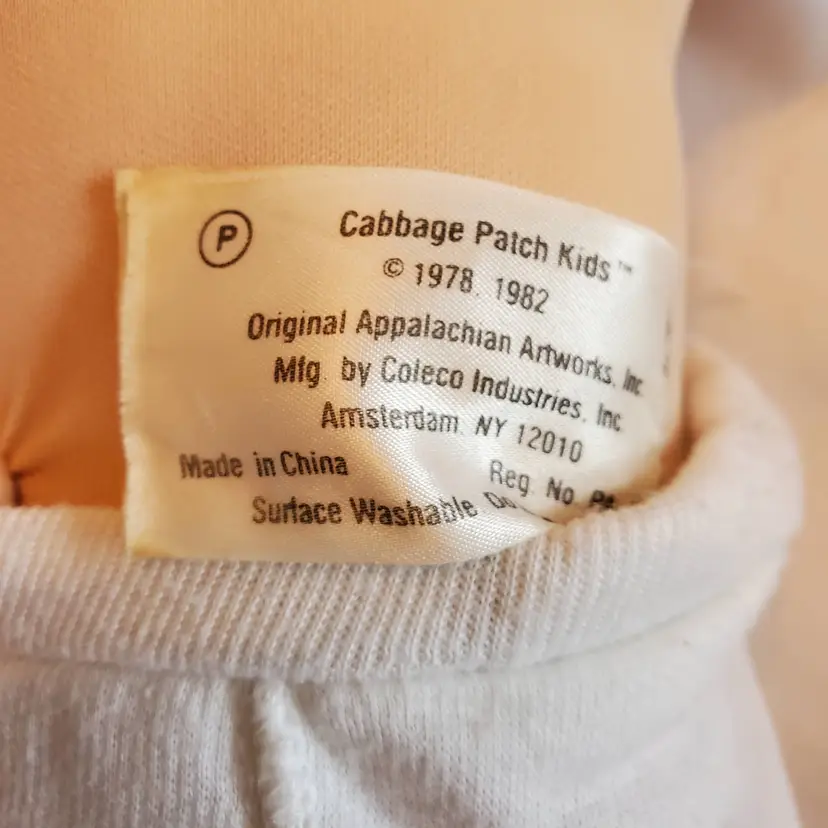 Ⓟ
Cabbage Patch Kids™
© 1978. 1982
Original Appalachian Artworks, Inc.
Mfg. by Coleco Industries, Inc.
Amsterdam NY 12010
Made in China
Reg. No.
Surface Washable